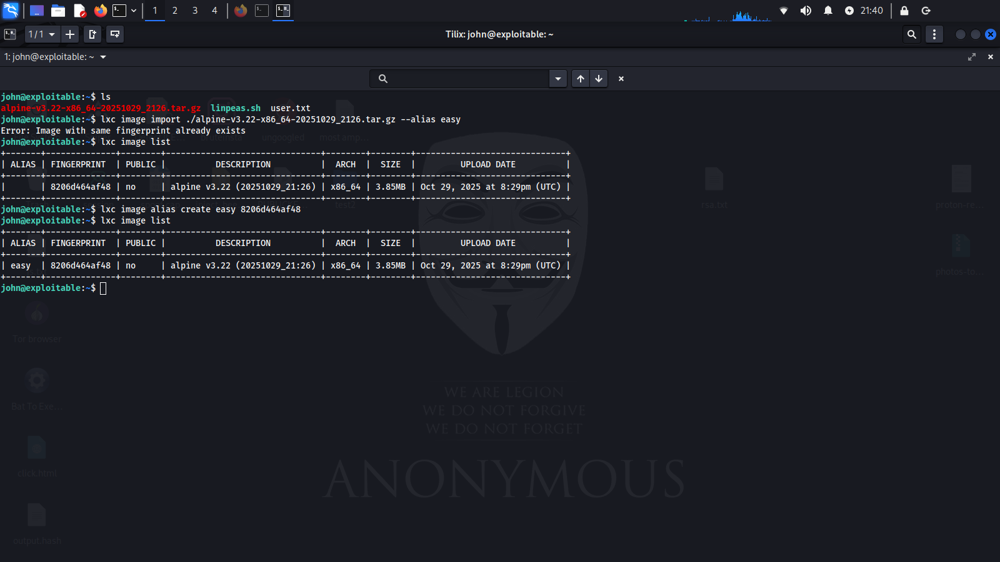 1 2 3 4 21:40
1 / 1 Tilix: john@exploitable: ~
1: john@exploitable: ~
john@exploitable:~$ ls
alpine-v3.22-x86_64-20251029_2126.tar.gz linpeas.sh user.txt
john@exploitable:~$ lxc image import ./alpine-v3.22-x86_64-20251029_2126.tar.gz --alias easy
Error: Image with same fingerprint already exists
john@exploitable:~$ lxc image list
+-------+--------------+--------+-------------------------------+--------+--------+------------------------------+
| ALIAS | FINGERPRINT | PUBLIC | DESCRIPTION | ARCH | SIZE | UPLOAD DATE |
+-------+--------------+--------+-------------------------------+--------+--------+------------------------------+
| | 8206d464af48 | no | alpine v3.22 (20251029_21:26) | x86_64 | 3.85MB | Oct 29, 2025 at 8:29pm (UTC) |
+-------+--------------+--------+-------------------------------+--------+--------+------------------------------+
john@exploitable:~$ lxc image alias create easy 8206d464af48
john@exploitable:~$ lxc image list
+-------+--------------+--------+-------------------------------+--------+--------+------------------------------+
| ALIAS | FINGERPRINT | PUBLIC | DESCRIPTION | ARCH | SIZE | UPLOAD DATE |
+-------+--------------+--------+-------------------------------+--------+--------+------------------------------+
| easy | 8206d464af48 | no | alpine v3.22 (20251029_21:26) | x86_64 | 3.85MB | Oct 29, 2025 at 8:29pm (UTC) |
+-------+--------------+--------+-------------------------------+--------+--------+------------------------------+
john@exploitable:~$
ungoogled most amp...
test2 rsa.txt proton-re...
photos-to...
Tor browser
WE ARE LEGION
Bat To Exe...
WE DO NOT FORGIVE
WE DO NOT FORGET
click.html
ANONYMOUS
output.hash